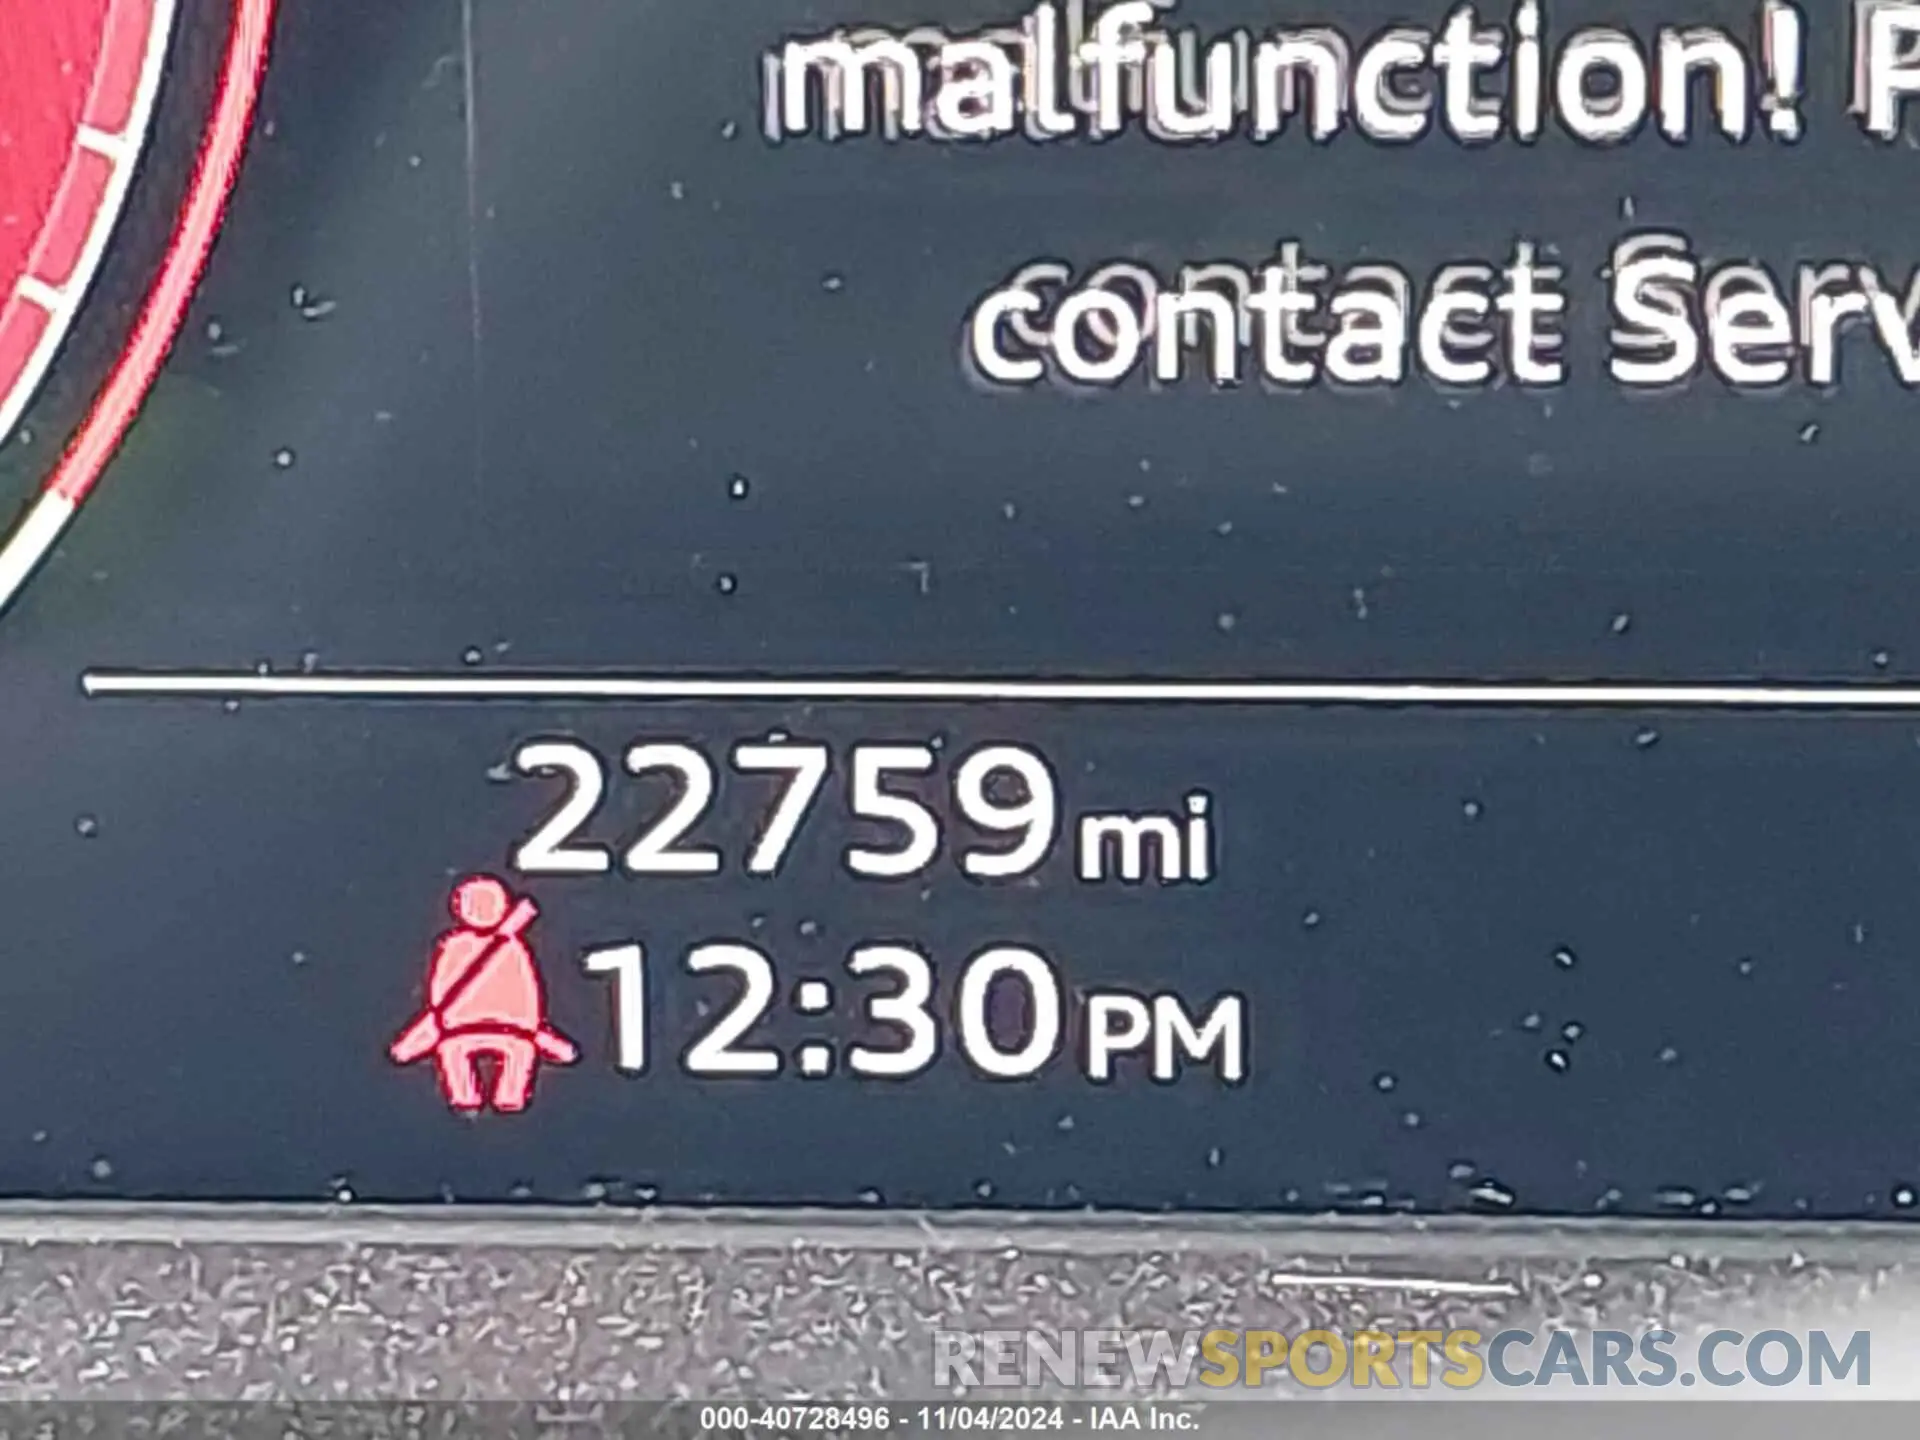 malfunction!
contact
22759 mi
12:30 PM
RENEWSPORTSCARS.COM
000-40728496 - 11/04/2024 - IAA Inc.